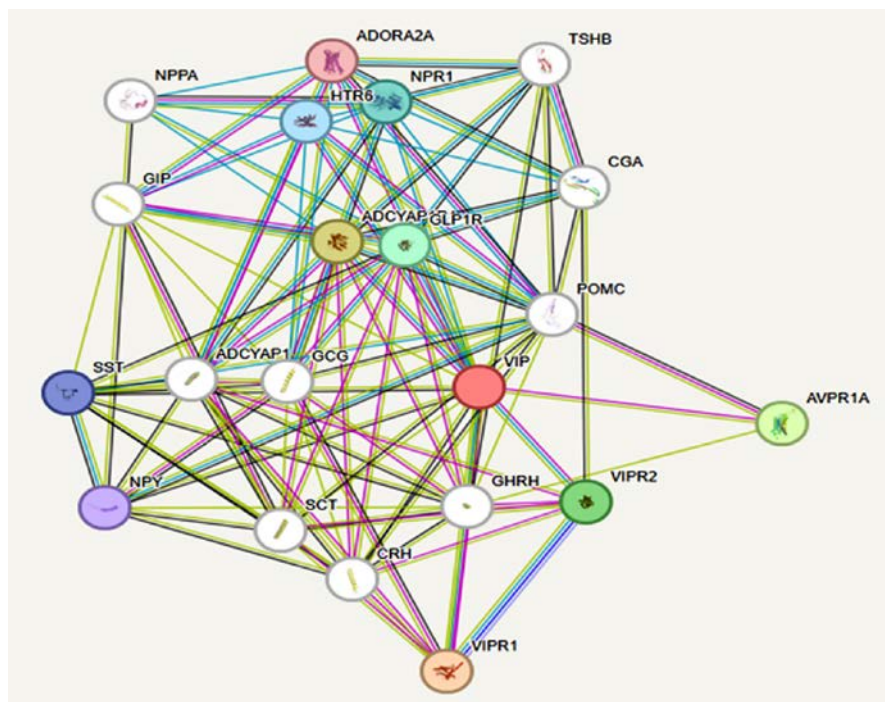 ADORA2A
TSHB
NPPA
NPR1
HTR6
CGA
GIP
ADCYAP
GLP1R
POMC
SST
ADCYAP1
GCG
VIP
AVPR1A
NPY
SCT
GHRH
VIPR2
CRH
VIPR1